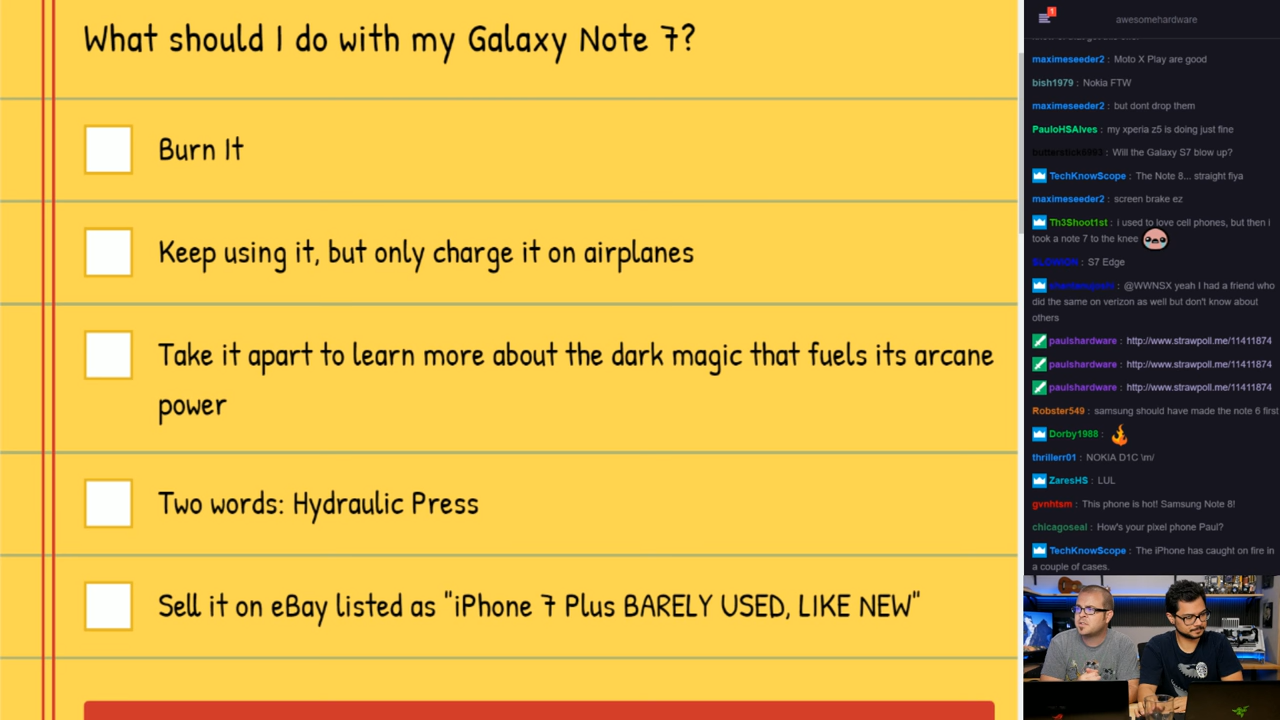 What should I do with my Galaxy Note 7?
Burn It
Keep using it, but only charge it on airplanes
Take it apart to learn more about the dark magic that fuels its arcane
power
Two words: Hydraulic Press
Sell it on eBay listed as "iPhone 7 Plus BARELY USED, LIKE NEW"
1
awesomehardware
maximeseeder2 : Moto X Play are good
bish1979 : Nokia FTW
maximeseeder2 : but dont drop them
PauloHSAlves : my xperia z5 is doing just fine
: Will the Galaxy S7 blow up?
TechKnowScope : The Note 8... straight fiya
maximeseeder2 : screen brake ez
Th3Shoot1st : i used to love cell phones, but then i
took a note 7 to the knee
: S7 Edge
: @WWNSX yeah I had a friend who
did the same on verizon as well but don't know about
others
paulshardware : http://www.strawpoll.me/11411874
paulshardware : http://www.strawpoll.me/11411874
paulshardware : http://www.strawpoll.me/11411874
Robster549 : samsung should have made the note 6 first
Dorby1988 :
thrillerr01 : NOKIA D1C \m/
ZaresHS : LUL
gvnhtsm : This phone is hot! Samsung Note 8!
chicagoseal : How's your pixel phone Paul?
TechKnowScope : The iPhone has caught on fire in
a couple of cases.